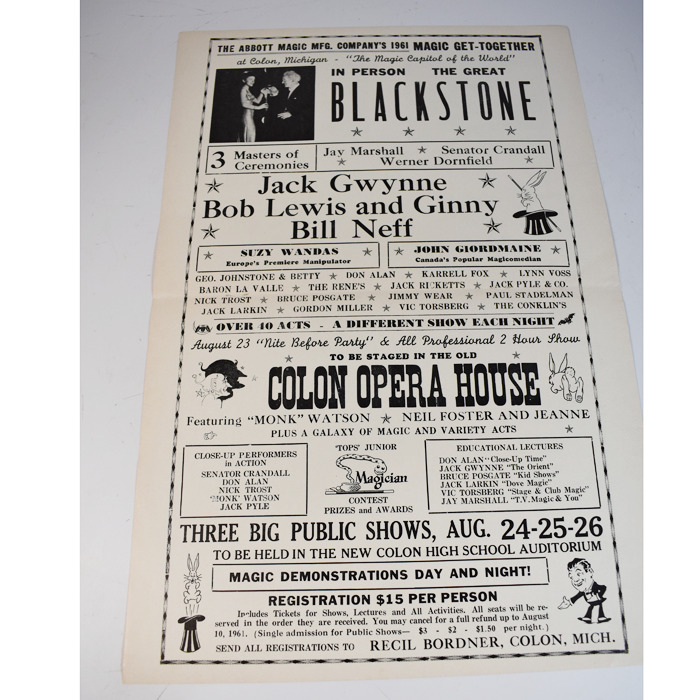 THE ABBOTT MAGIC MFG. COMPANY'S 1961 MAGIC GET-TOGETHER
at Colon, Michigan - "The Magic Capitol of the World"
IN PERSON THE GREAT
BLACKSTONE
3 Masters of Ceremonies
Jay Marshall ★ Senator Crandall
★ Werner Dornfield ★
Jack Gwynne
Bob Lewis and Ginny
Bill Neff
SUZY WANDAS
Europe's Premiere Manipulator
JOHN GIORDMAINE
Canada's Popular Magicomedian
GEO. JOHNSTONE & BETTY ★ DON ALAN ★ KARRELL FOX ★ LYNN VOSS
BARON LA VALLE ★ THE RENE'S ★ JACK RICKETTS ★ JACK PYLE & CO.
NICK TROST ★ BRUCE POSGATE ★ JIMMY WEAR ★ PAUL STADELMAN
JACK LARKIN ★ GORDON MILLER ★ VIC TORSBERG ★ THE CONKLIN'S
OVER 40 ACTS - A DIFFERENT SHOW EACH NIGHT
August 23 "Nite Before Party" & All Professional 2 Hour Show
TO BE STAGED IN THE OLD
COLON OPERA HOUSE
Featuring "MONK" WATSON ★ NEIL FOSTER AND JEANNE
PLUS A GALAXY OF MAGIC AND VARIETY ACTS
CLOSE-UP PERFORMERS
in ACTION
SENATOR CRANDALL
DON ALAN
NICK TROST
"MONK" WATSON
JACK PYLE
'TOPS' JUNIOR
Magician
CONTEST
PRIZES and AWARDS
EDUCATIONAL LECTURES
DON ALAN "Close-Up Time"
JACK GWYNNE "The Orient"
BRUCE POSGATE "Kid Shows"
JACK LARKIN "Dove Magic"
VIC TORSBERG "Stage & Club Magic"
JAY MARSHALL "T.V. Magic & You"
THREE BIG PUBLIC SHOWS, AUG. 24-25-26
TO BE HELD IN THE NEW COLON HIGH SCHOOL AUDITORIUM
MAGIC DEMONSTRATIONS DAY AND NIGHT!
REGISTRATION $15 PER PERSON
Includes Tickets for Shows, Lectures and All Activities. All seats will be re-
served in the order they are received. You may cancel for a full refund up to August
10, 1961. (Single admission for Public Shows— $3 - $2 - $1.50 per night.)
SEND ALL REGISTRATIONS TO RECIL BORDNER, COLON, MICH.